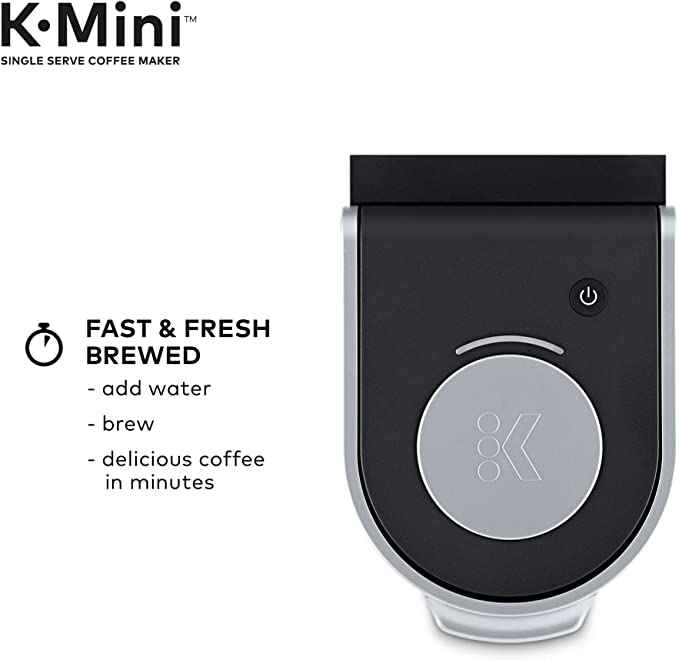 K•Mini™
SINGLE SERVE COFFEE MAKER
FAST & FRESH
BREWED
- add water
- brew
- delicious coffee
in minutes
K